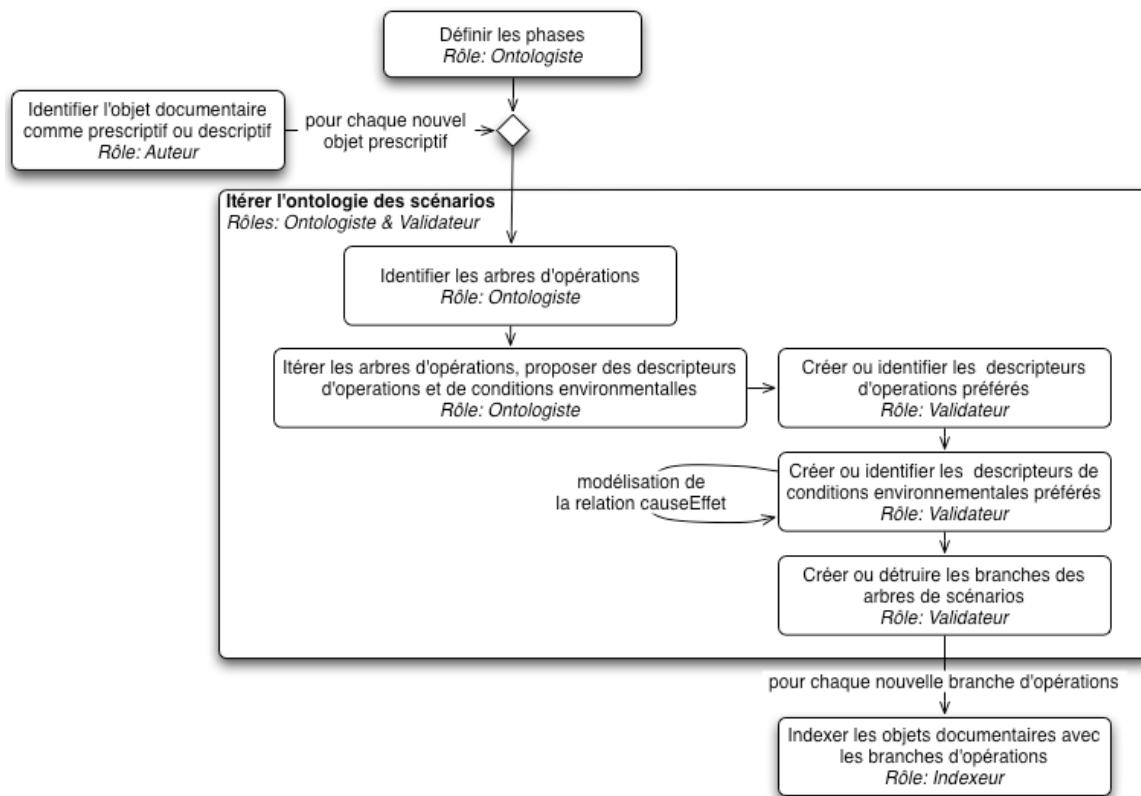 Définir les phases
Rôle: Ontologiste
Identifier l'objet documentaire
comme prescriptif ou descriptif
Rôle: Auteur
pour chaque nouvel
objet prescriptif
Itérer l'ontologie des scénarios
Rôles: Ontologiste & Validateur
Identifier les arbres d'opérations
Rôle: Ontologiste
Itérer les arbres d'opérations, proposer des descripteurs
d'operations et de conditions environmentalles
Rôle: Ontologiste
Créer ou identifier les descripteurs
d'operations préférés
Rôle: Validateur
modélisation de
la relation causeEffet
Créer ou identifier les descripteurs de
conditions environnementales préférés
Rôle: Validateur
Créer ou détruire les branches des
arbres de scénarios
Rôle: Validateur
pour chaque nouvelle branche d'opérations
Indexer les objets documentaires avec
les branches d'opérations
Rôle: Indexeur